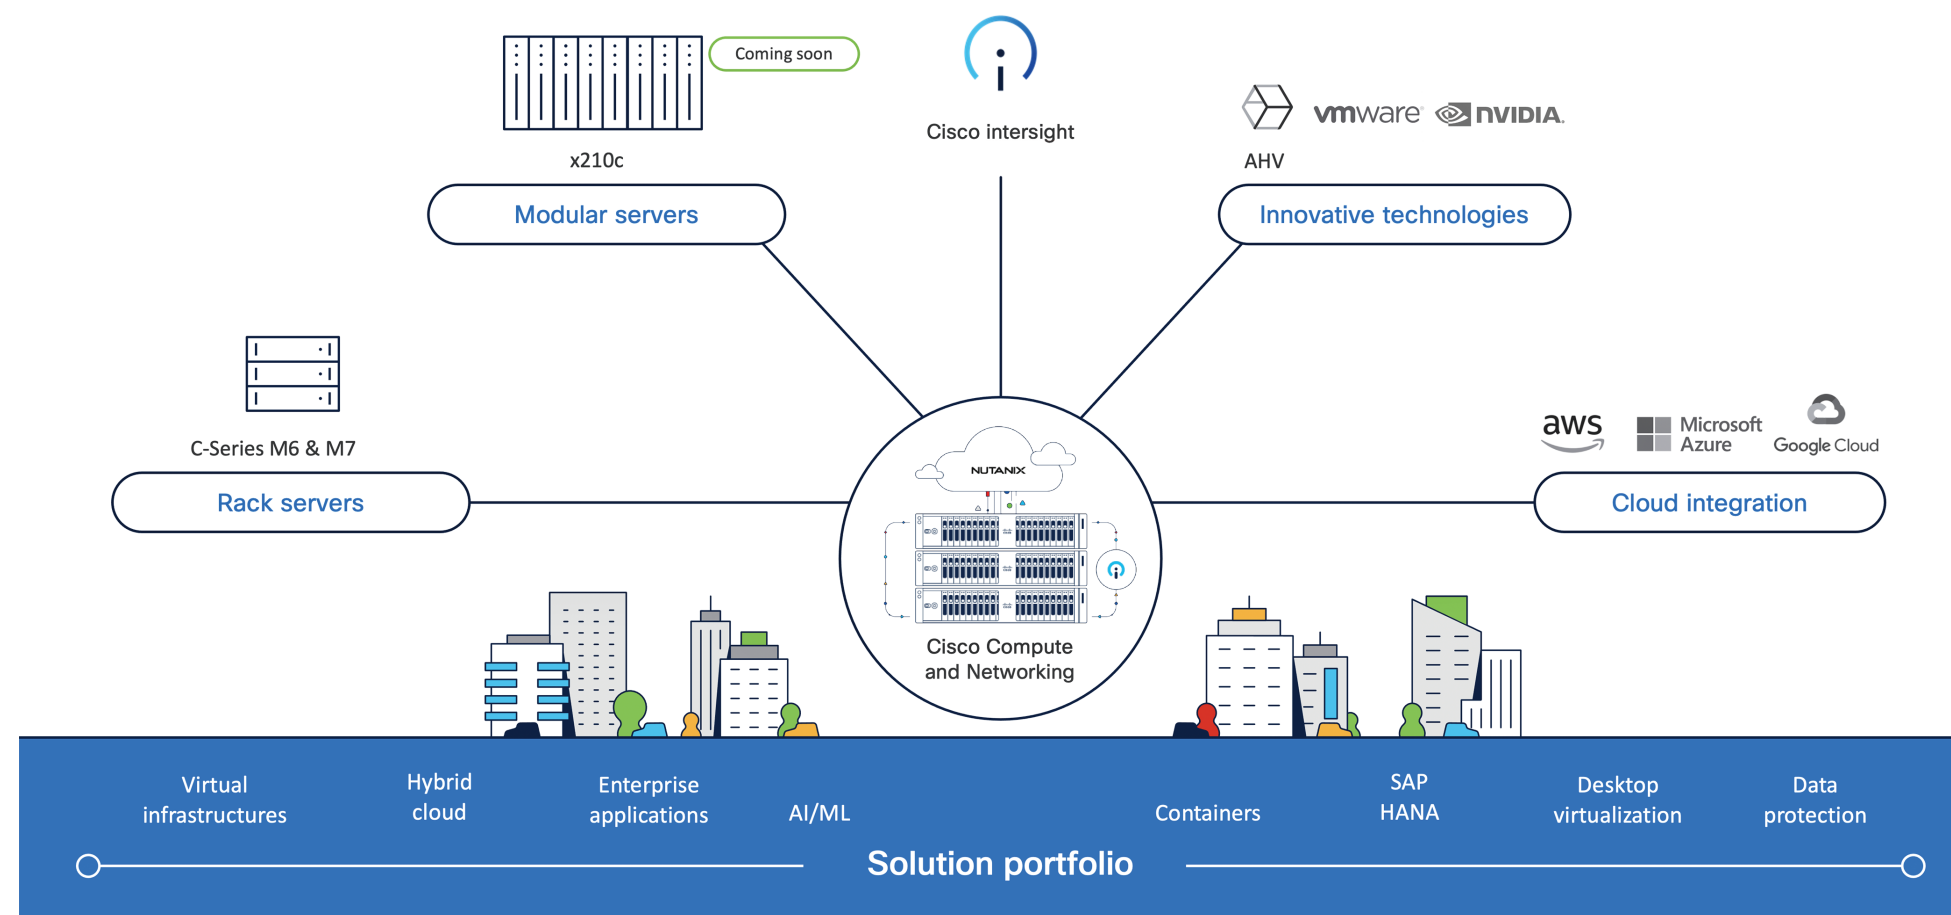 Coming soon
x210c
Modular servers
Cisco intersight
vmware
NVIDIA.
AHV
Innovative technologies
C-Series M6 & M7
Rack servers
aws
Microsoft
Azure
Google Cloud
Cloud integration
NUTANIX
Cisco Compute
and Networking
Virtual
infrastructures
Hybrid
cloud
Enterprise
applications
AI/ML
Containers
SAP
HANA
Desktop
virtualization
Data
protection
Solution portfolio